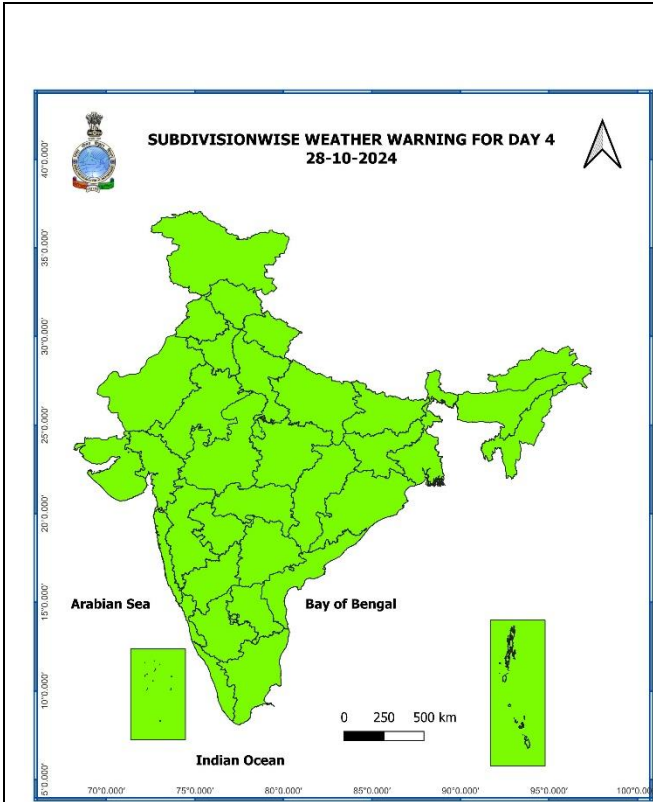 SUBDIVISIONWISE WEATHER WARNING FOR DAY 4
28-10-2024
40°0.000'
35°0.000'
30°0.000'
25°0.000'
20°0.000'
15°0.000'
10°0.000'
5°0.000'
Arabian Sea
Bay of Bengal
0 250 500 km
Indian Ocean
70°0.000' 75°0.000' 80°0.000' 85°0.000' 90°0.000' 95°0.000' 100°0.000'